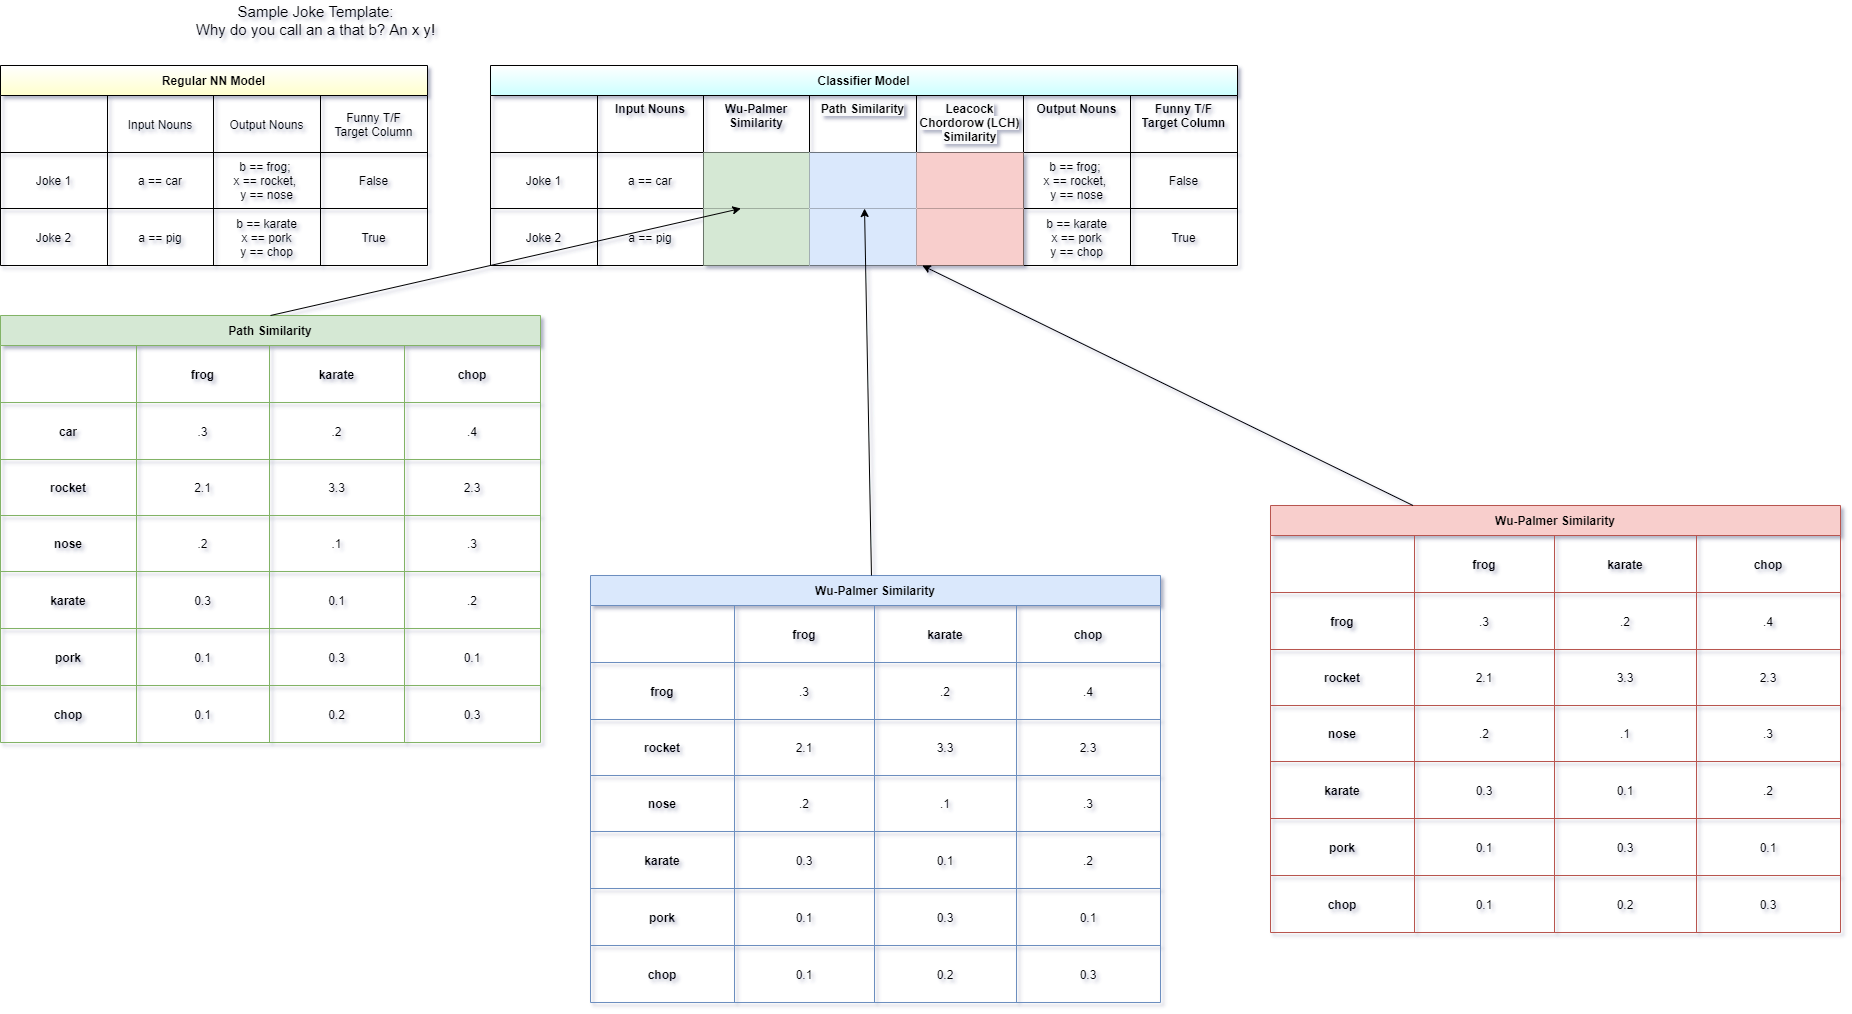 Sample Joke Template:
Why do you call an a that b? An x y!
Regular NN Model
Input Nouns
Output Nouns
Funny T/F
Target Column
Joke 1
a == car
b == frog;
x == rocket,
y == nose
False
Joke 2
a == pig
b == karate
x == pork
y == chop
True
Classifier Model
Input Nouns
Wu-Palmer
Similarity
Path Similarity
Leacock
Chordorow (LCH)
Similarity
Output Nouns
Funny T/F
Target Column
Joke 1
a == car
b == frog;
x == rocket,
y == nose
False
Joke 2
a == pig
b == karate
x == pork
y == chop
True
Path Similarity
frog karate chop
car .3 .2 .4
rocket 2.1 3.3 2.3
nose .2 .1 .3
karate 0.3 0.1 .2
pork 0.1 0.3 0.1
chop 0.1 0.2 0.3
Wu-Palmer Similarity
frog karate chop
frog .3 .2 .4
rocket 2.1 3.3 2.3
nose .2 .1 .3
karate 0.3 0.1 .2
pork 0.1 0.3 0.1
chop 0.1 0.2 0.3
Wu-Palmer Similarity
frog karate chop
frog .3 .2 .4
rocket 2.1 3.3 2.3
nose .2 .1 .3
karate 0.3 0.1 .2
pork 0.1 0.3 0.1
chop 0.1 0.2 0.3